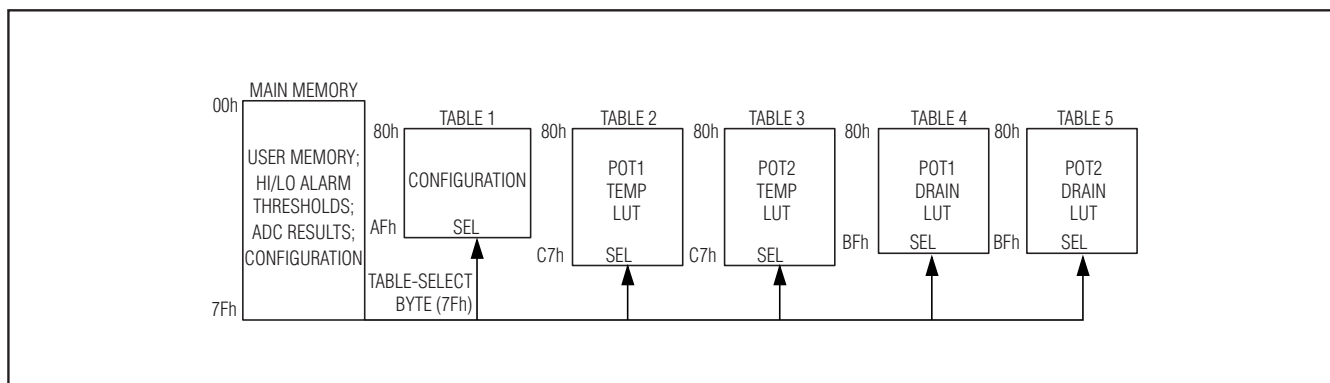 MAIN MEMORY
00h
USER MEMORY;
HI/LO ALARM
THRESHOLDS;
ADC RESULTS;
CONFIGURATION
7Fh
TABLE-SELECT
BYTE (7Fh)
TABLE 1
80h
CONFIGURATION
AFh
SEL
TABLE 2
80h
POT1
TEMP
LUT
C7h
SEL
TABLE 3
80h
POT2
TEMP
LUT
C7h
SEL
TABLE 4
80h
POT1
DRAIN
LUT
BFh
SEL
TABLE 5
80h
POT2
DRAIN
LUT
BFh
SEL